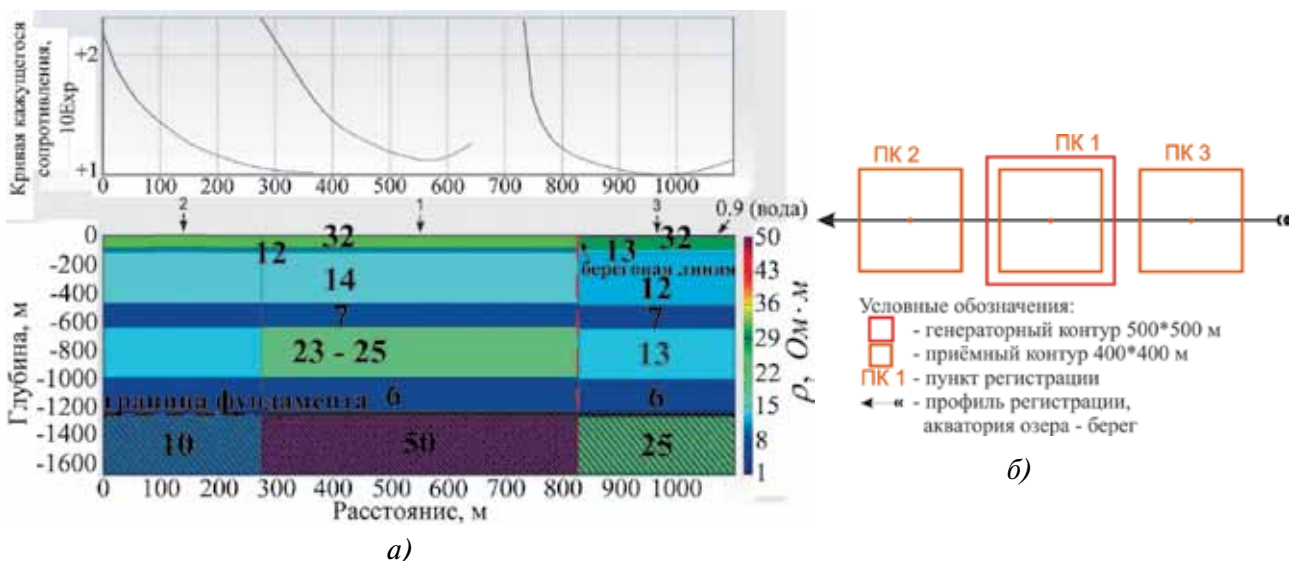 Кривая кажущегося
сопротивления,
10Exp
+2
+1
0 100 200 300 400 500 600 700 800 900 1000
2 1 3 0.9 (вода)
0
-200
-400
-600
-800
-1000
-1200
-1400
-1600
Глубина, м
32 32
12 13
береговая линия
14 12
7 7
23 - 25 13
граница фундамента 6 6
10 50 25
50
43
36
29
22
15
8
1
ρ, Ом·м
0 100 200 300 400 500 600 700 800 900 1000
Расстояние, м
а)
ПК 2 ПК 1 ПК 3
Условные обозначения:
- генераторный контур 500*500 м
- приёмный контур 400*400 м
ПК 1 - пункт регистрации
- профиль регистрации,
акватория озера - берег
б)